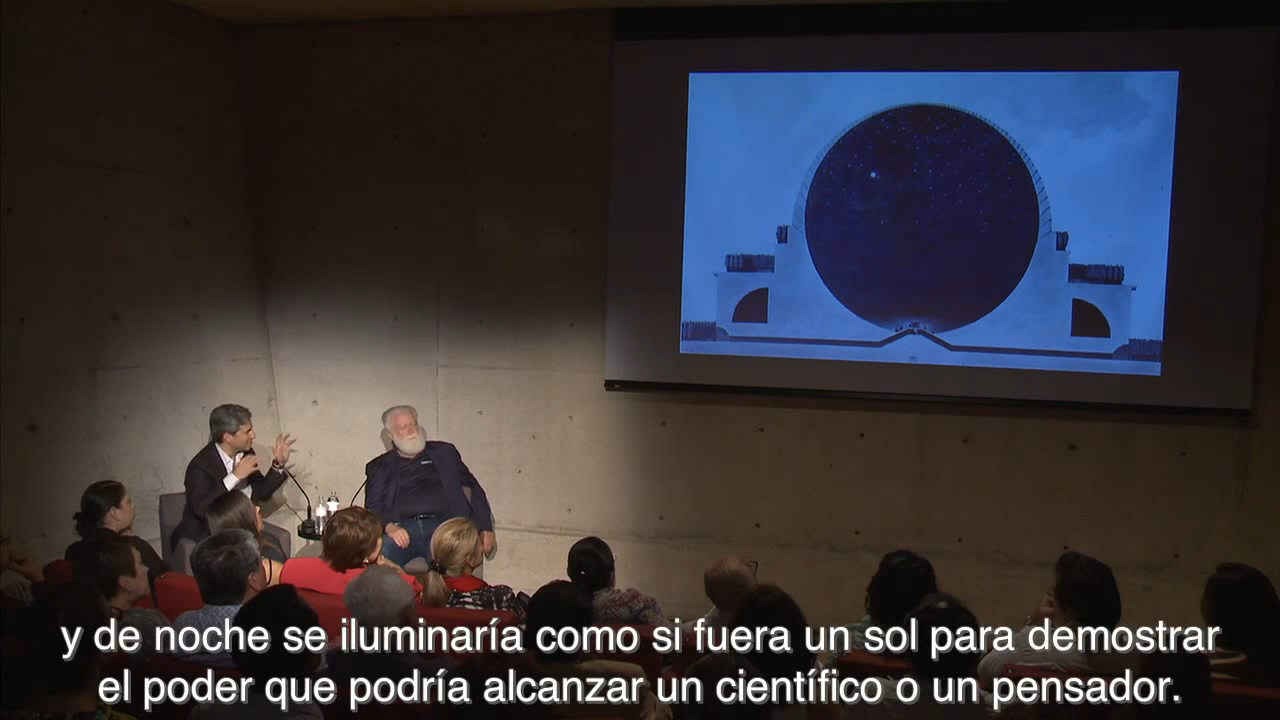 y de noche se iluminaría como si fuera un sol para demostrar
el poder que podría alcanzar un científico o un pensador.